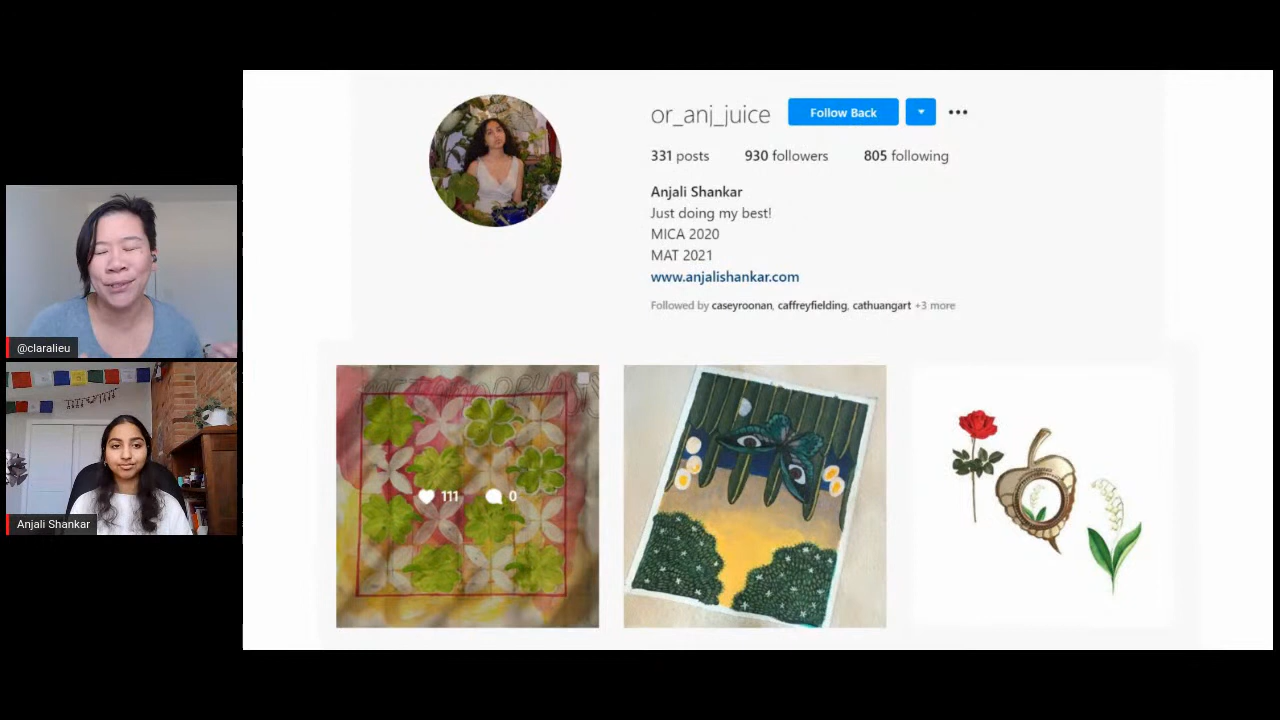 @claralieu
Anjali Shankar
or_anj_juice
Follow Back
331 posts 930 followers 805 following
Anjali Shankar
Just doing my best!
MICA 2020
MAT 2021
www.anjalishankar.com
Followed by caseyroonan, caffreyfielding, cathuangart +3 more
111 0